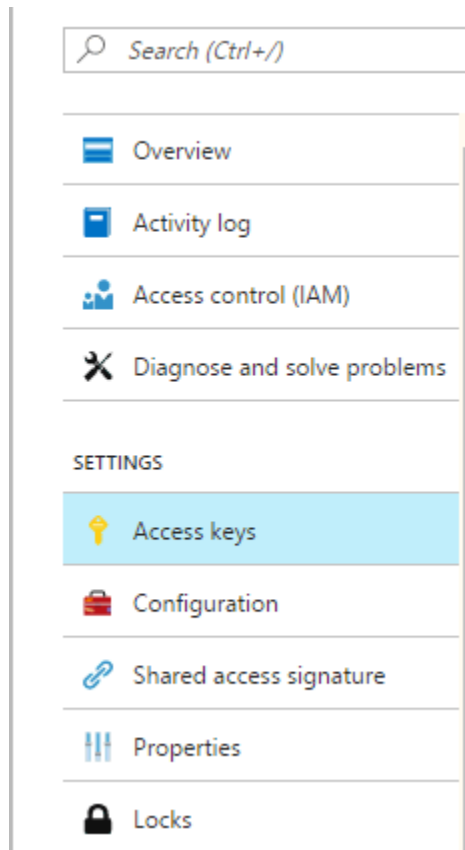 Search (Ctrl+/)
Overview
Activity log
Access control (IAM)
Diagnose and solve problems
SETTINGS
Access keys
Configuration
Shared access signature
Properties
Locks